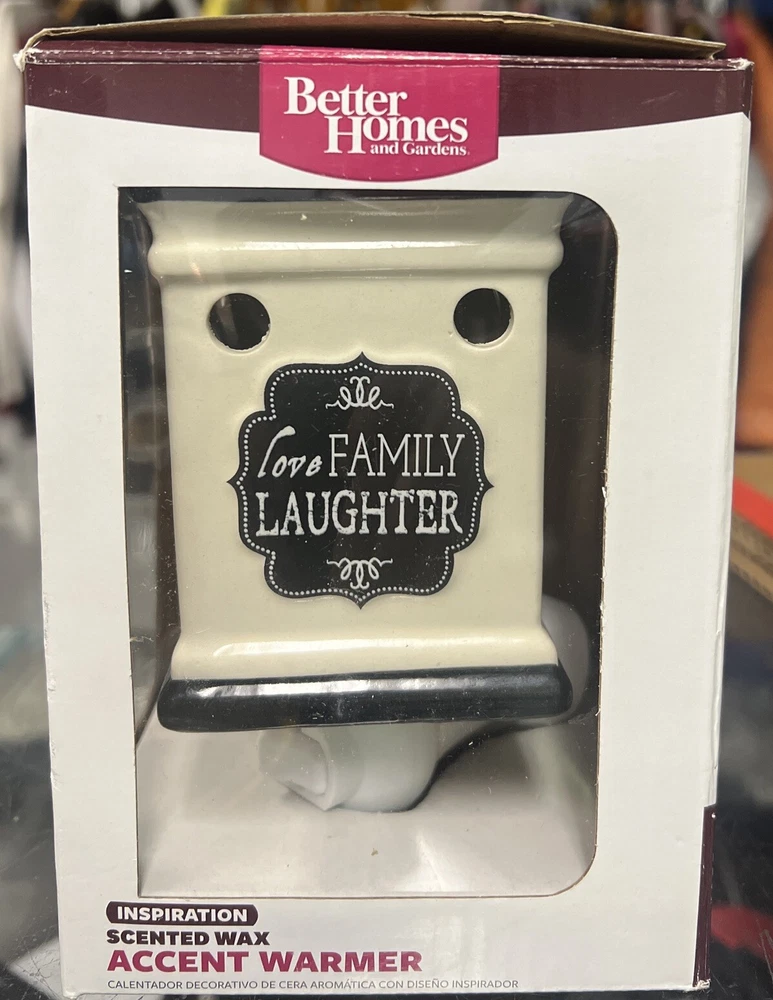 Better
Homes
and Gardens
love FAMILY
LAUGHTER
INSPIRATION
SCENTED WAX
ACCENT WARMER
CALENTADOR DECORATIVO DE CERA AROMÁTICA CON DISEÑO INSPIRADOR